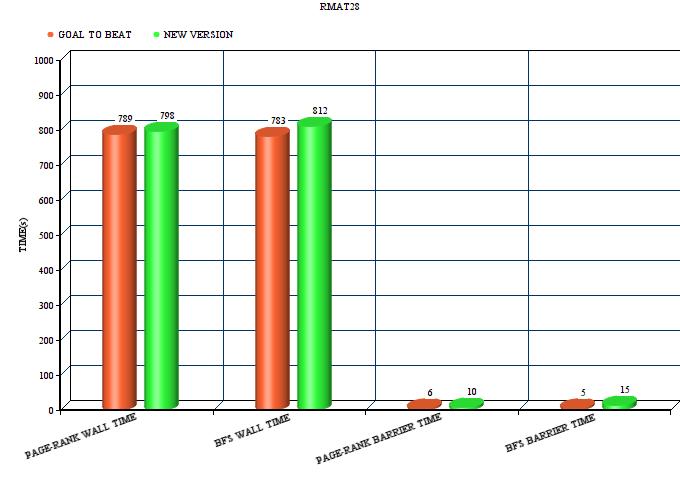 RMAT28
GOAL TO BEAT NEW VERSION
1000
900
800
700
600
500
400
300
200
100
0
TIME(s)
789
798
783
812
6
10
5
15
PAGE-RANK WALL TIME
BFS WALL TIME
PAGE-RANK BARRIER TIME
BFS BARRIER TIME